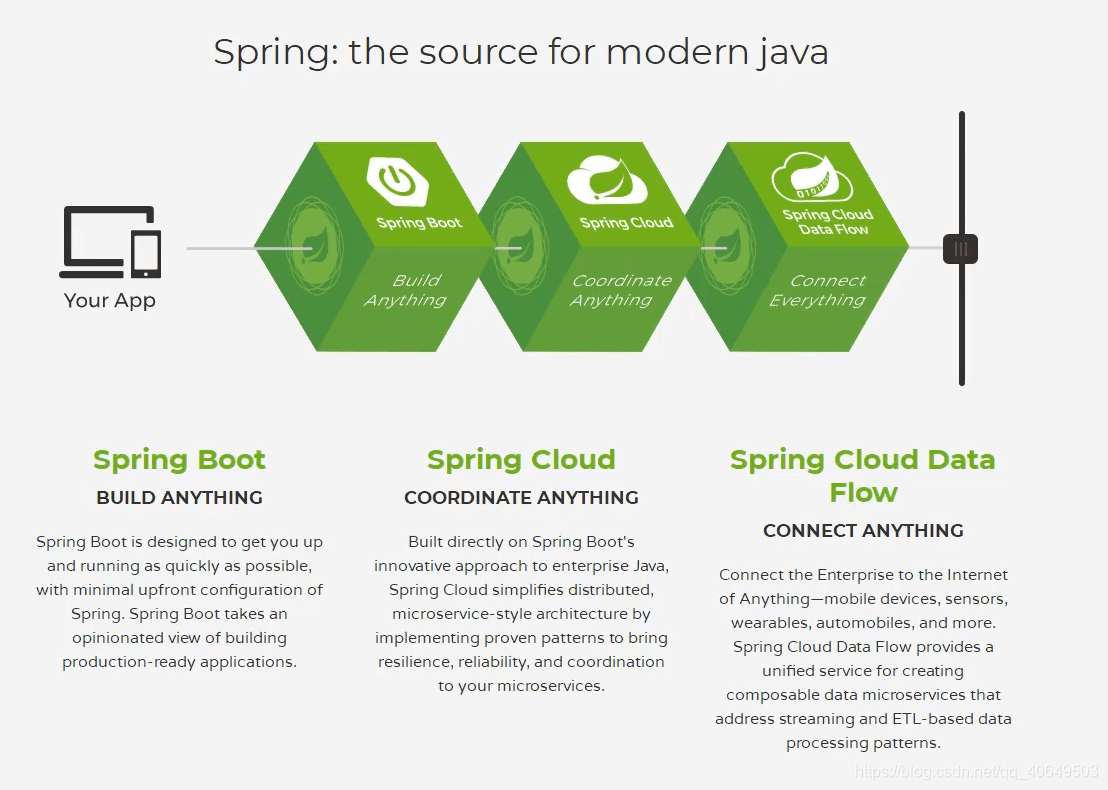 Spring: the source for modern java
Your App
Spring Boot
Build
Anything
Spring Cloud
Coordinate
Anything
Spring Cloud
Data Flow
Connect
Everything
Spring Boot
BUILD ANYTHING
Spring Boot is designed to get you up
and running as quickly as possible,
with minimal upfront configuration of
Spring. Spring Boot takes an
opinionated view of building
production-ready applications.
Spring Cloud
COORDINATE ANYTHING
Built directly on Spring Boot's
innovative approach to enterprise Java,
Spring Cloud simplifies distributed,
microservice-style architecture by
implementing proven patterns to bring
resilience, reliability, and coordination
to your microservices.
Spring Cloud Data
Flow
CONNECT ANYTHING
Connect the Enterprise to the Internet
of Anything—mobile devices, sensors,
wearables, automobiles, and more.
Spring Cloud Data Flow provides a
unified service for creating
composable data microservices that
address streaming and ETL-based data
processing patterns.
https://blog.csdn.net/qq_40649503